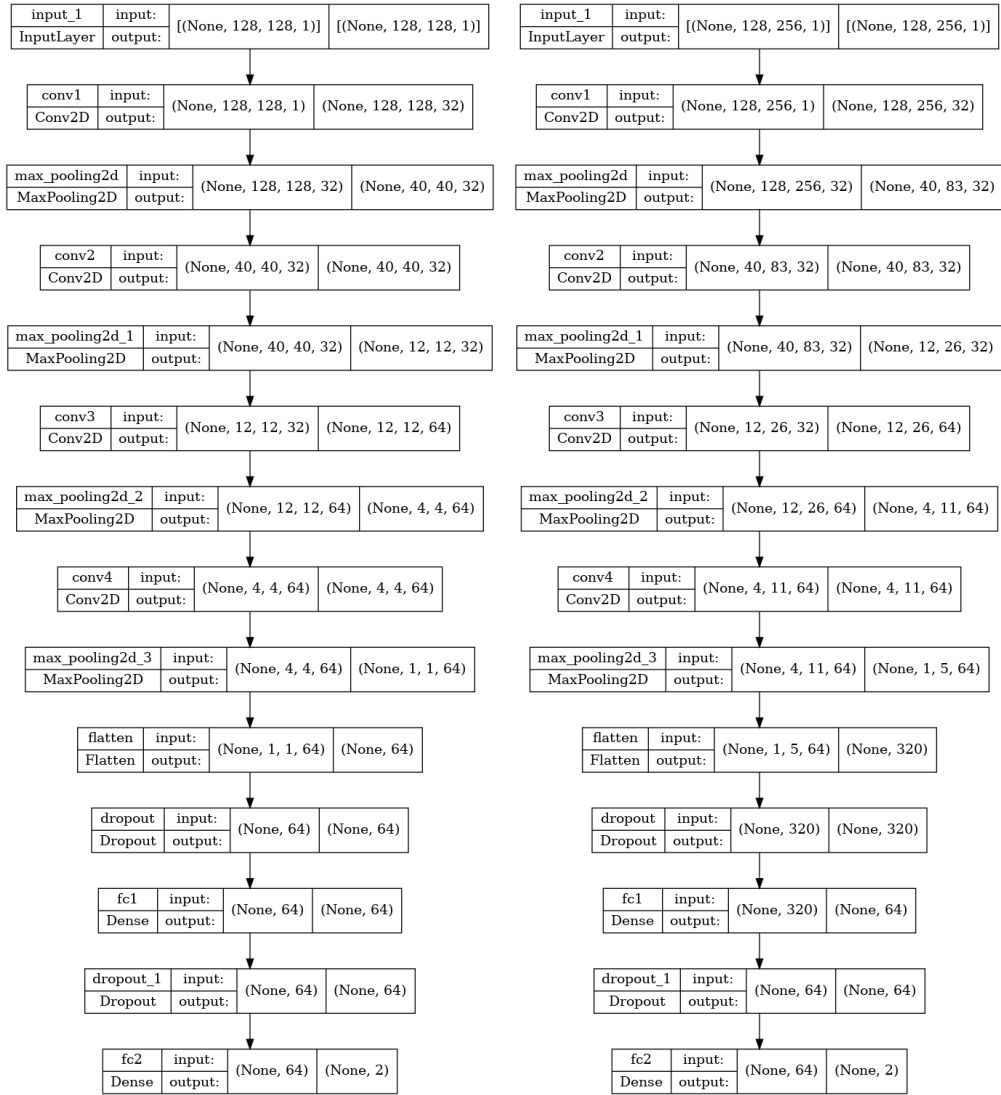 input_1 input: [(None, 128, 128, 1)] [(None, 128, 128, 1)]
InputLayer output:
conv1 input: (None, 128, 128, 1) (None, 128, 128, 32)
Conv2D output:
max_pooling2d input: (None, 128, 128, 32) (None, 40, 40, 32)
MaxPooling2D output:
conv2 input: (None, 40, 40, 32) (None, 40, 40, 32)
Conv2D output:
max_pooling2d_1 input: (None, 40, 40, 32) (None, 12, 12, 32)
MaxPooling2D output:
conv3 input: (None, 12, 12, 32) (None, 12, 12, 64)
Conv2D output:
max_pooling2d_2 input: (None, 12, 12, 64) (None, 4, 4, 64)
MaxPooling2D output:
conv4 input: (None, 4, 4, 64) (None, 4, 4, 64)
Conv2D output:
max_pooling2d_3 input: (None, 4, 4, 64) (None, 1, 1, 64)
MaxPooling2D output:
flatten input: (None, 1, 1, 64) (None, 64)
Flatten output:
dropout input: (None, 64) (None, 64)
Dropout output:
fc1 input: (None, 64) (None, 64)
Dense output:
dropout_1 input: (None, 64) (None, 64)
Dropout output:
fc2 input: (None, 64) (None, 2)
Dense output:
input_1 input: [(None, 128, 256, 1)] [(None, 128, 256, 1)]
InputLayer output:
conv1 input: (None, 128, 256, 1) (None, 128, 256, 32)
Conv2D output:
max_pooling2d input: (None, 128, 256, 32) (None, 40, 83, 32)
MaxPooling2D output:
conv2 input: (None, 40, 83, 32) (None, 40, 83, 32)
Conv2D output:
max_pooling2d_1 input: (None, 40, 83, 32) (None, 12, 26, 32)
MaxPooling2D output:
conv3 input: (None, 12, 26, 32) (None, 12, 26, 64)
Conv2D output:
max_pooling2d_2 input: (None, 12, 26, 64) (None, 4, 11, 64)
MaxPooling2D output:
conv4 input: (None, 4, 11, 64) (None, 4, 11, 64)
Conv2D output:
max_pooling2d_3 input: (None, 4, 11, 64) (None, 1, 5, 64)
MaxPooling2D output:
flatten input: (None, 1, 5, 64) (None, 320)
Flatten output:
dropout input: (None, 320) (None, 320)
Dropout output:
fc1 input: (None, 320) (None, 64)
Dense output:
dropout_1 input: (None, 64) (None, 64)
Dropout output:
fc2 input: (None, 64) (None, 2)
Dense output: